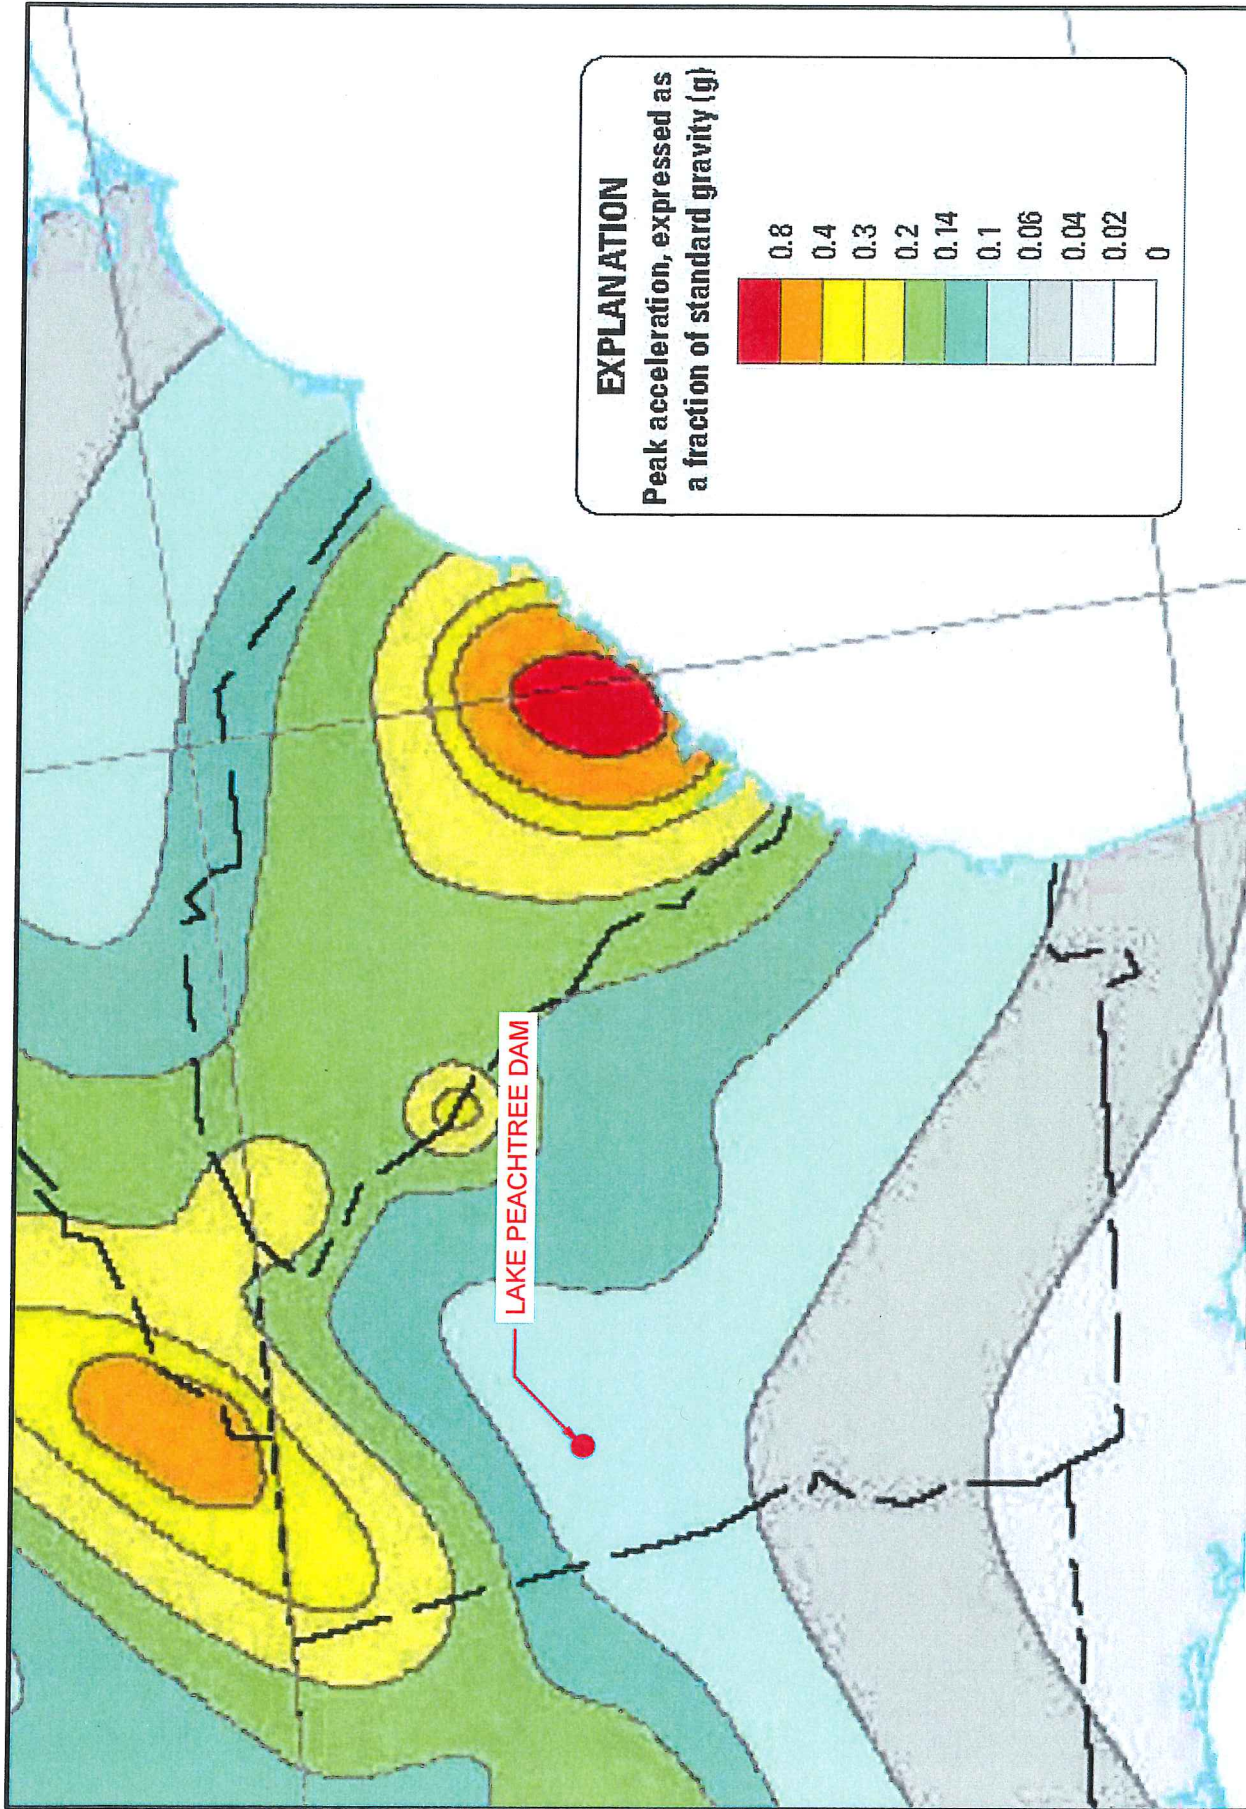 EXPLANATION
Peak acceleration, expressed as
a fraction of standard gravity (g)
0.8
0.4
0.3
0.2
0.14
0.1
0.06
0.04
0.02
0
LAKE PEACHTREE DAM